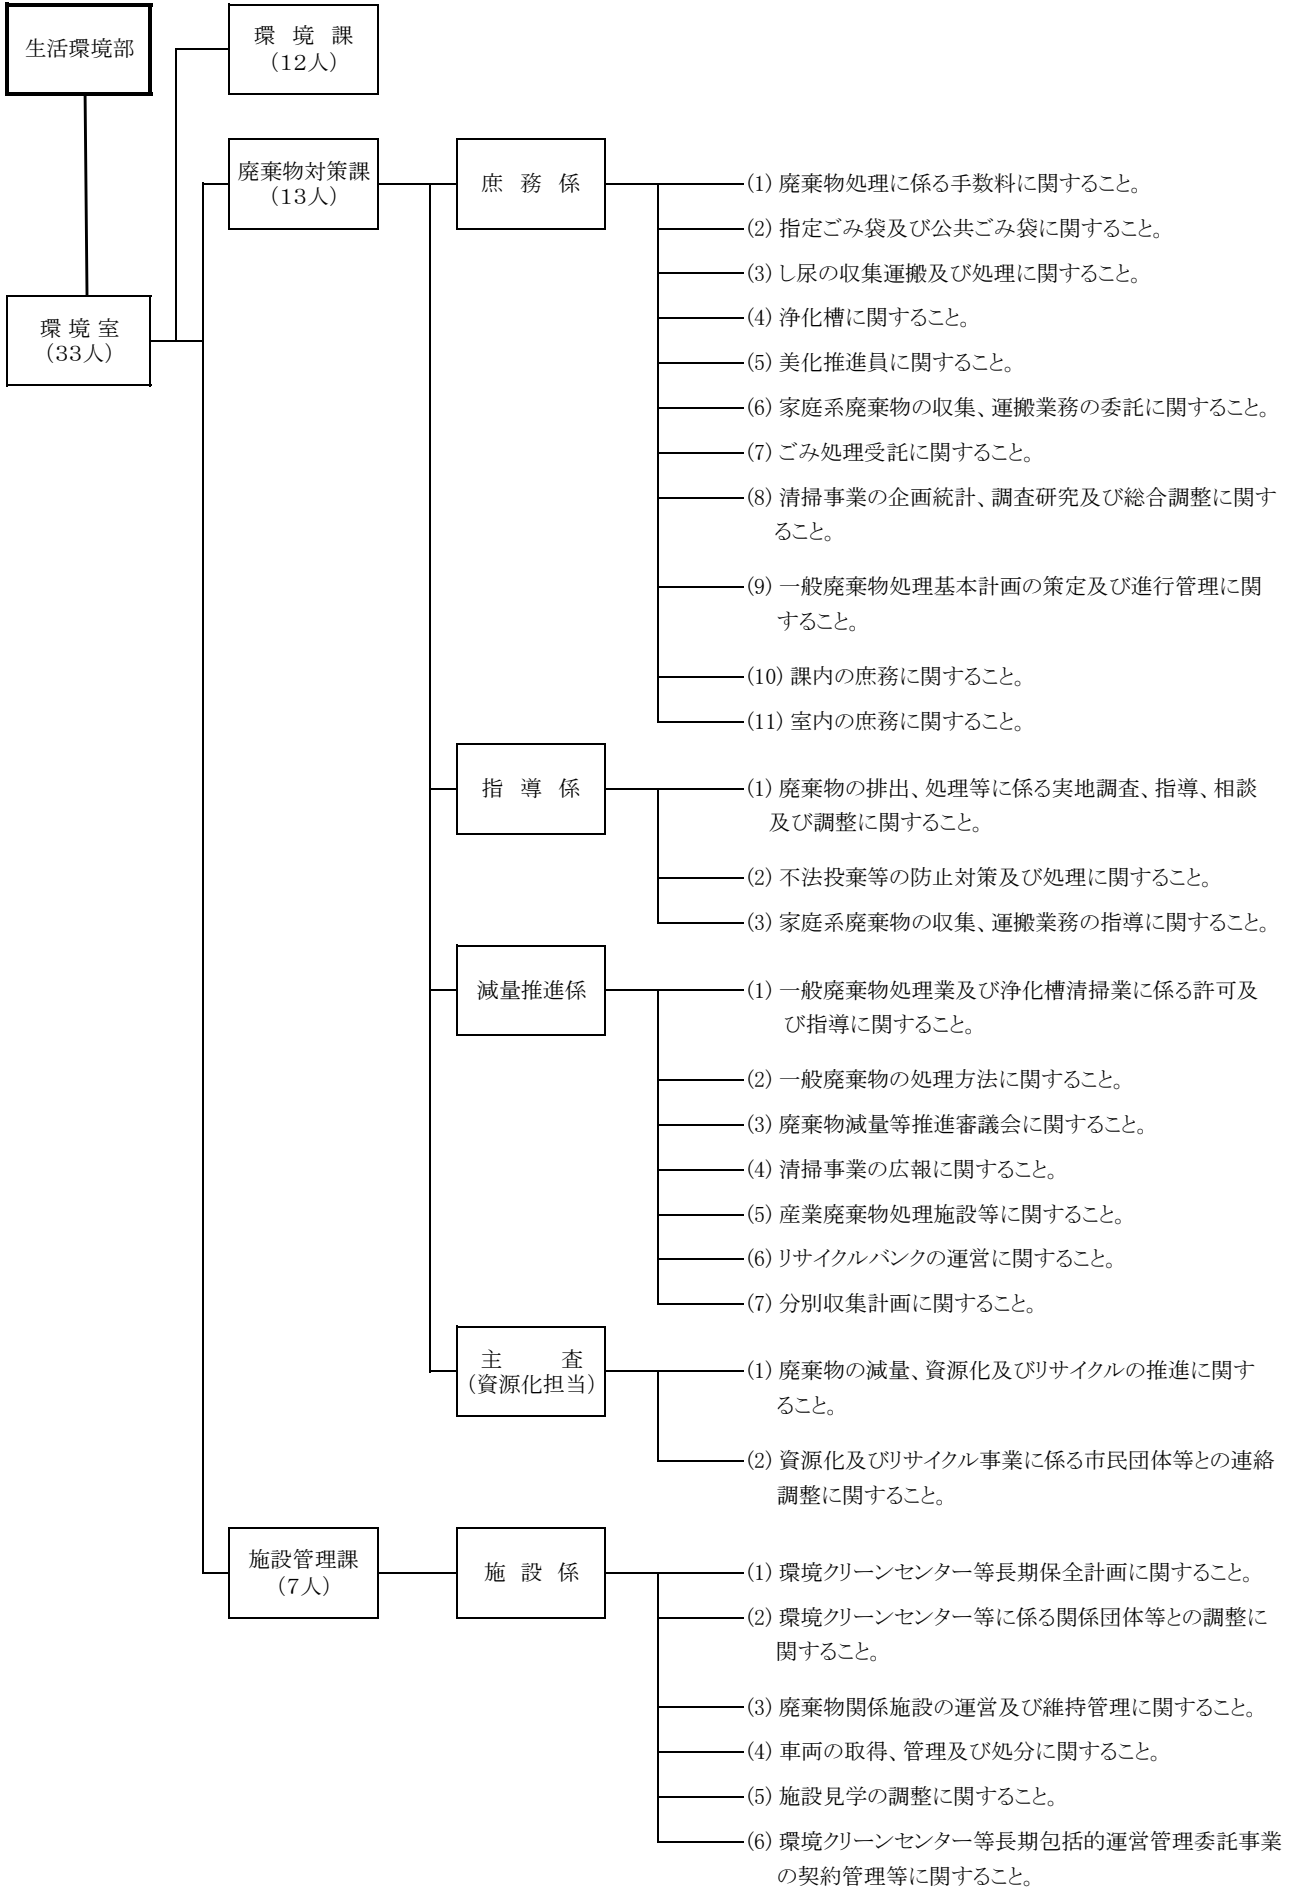 生活環境部
環境課
（12人）
環境室
（33人）
廃棄物対策課
（13人）
庶務係
(1) 廃棄物処理に係る手数料に関すること。
(2) 指定ごみ袋及び公共ごみ袋に関すること。
(3) し尿の収集運搬及び処理に関すること。
(4) 浄化槽に関すること。
(5) 美化推進員に関すること。
(6) 家庭系廃棄物の収集、運搬業務の委託に関すること。
(7) ごみ処理受託に関すること。
(8) 清掃事業の企画統計、調査研究及び総合調整に関す
ること。
(9) 一般廃棄物処理基本計画の策定及び進行管理に関
すること。
(10) 課内の庶務に関すること。
(11) 室内の庶務に関すること。
指導係
(1) 廃棄物の排出、処理等に係る実地調査、指導、相談
及び調整に関すること。
(2) 不法投棄等の防止対策及び処理に関すること。
(3) 家庭系廃棄物の収集、運搬業務の指導に関すること。
減量推進係
(1) 一般廃棄物処理業及び浄化槽清掃業に係る許可及
び指導に関すること。
(2) 一般廃棄物の処理方法に関すること。
(3) 廃棄物減量等推進審議会に関すること。
(4) 清掃事業の広報に関すること。
(5) 産業廃棄物処理施設等に関すること。
(6) リサイクルバンクの運営に関すること。
(7) 分別収集計画に関すること。
主査
（資源化担当）
(1) 廃棄物の減量、資源化及びリサイクルの推進に関す
ること。
(2) 資源化及びリサイクル事業に係る市民団体等との連絡
調整に関すること。
施設管理課
（7人）
施設係
(1) 環境クリーンセンター等長期保全計画に関すること。
(2) 環境クリーンセンター等に係る関係団体等との調整に
関すること。
(3) 廃棄物関係施設の運営及び維持管理に関すること。
(4) 車両の取得、管理及び処分に関すること。
(5) 施設見学の調整に関すること。
(6) 環境クリーンセンター等長期包括的運営管理委託事業
の契約管理等に関すること。